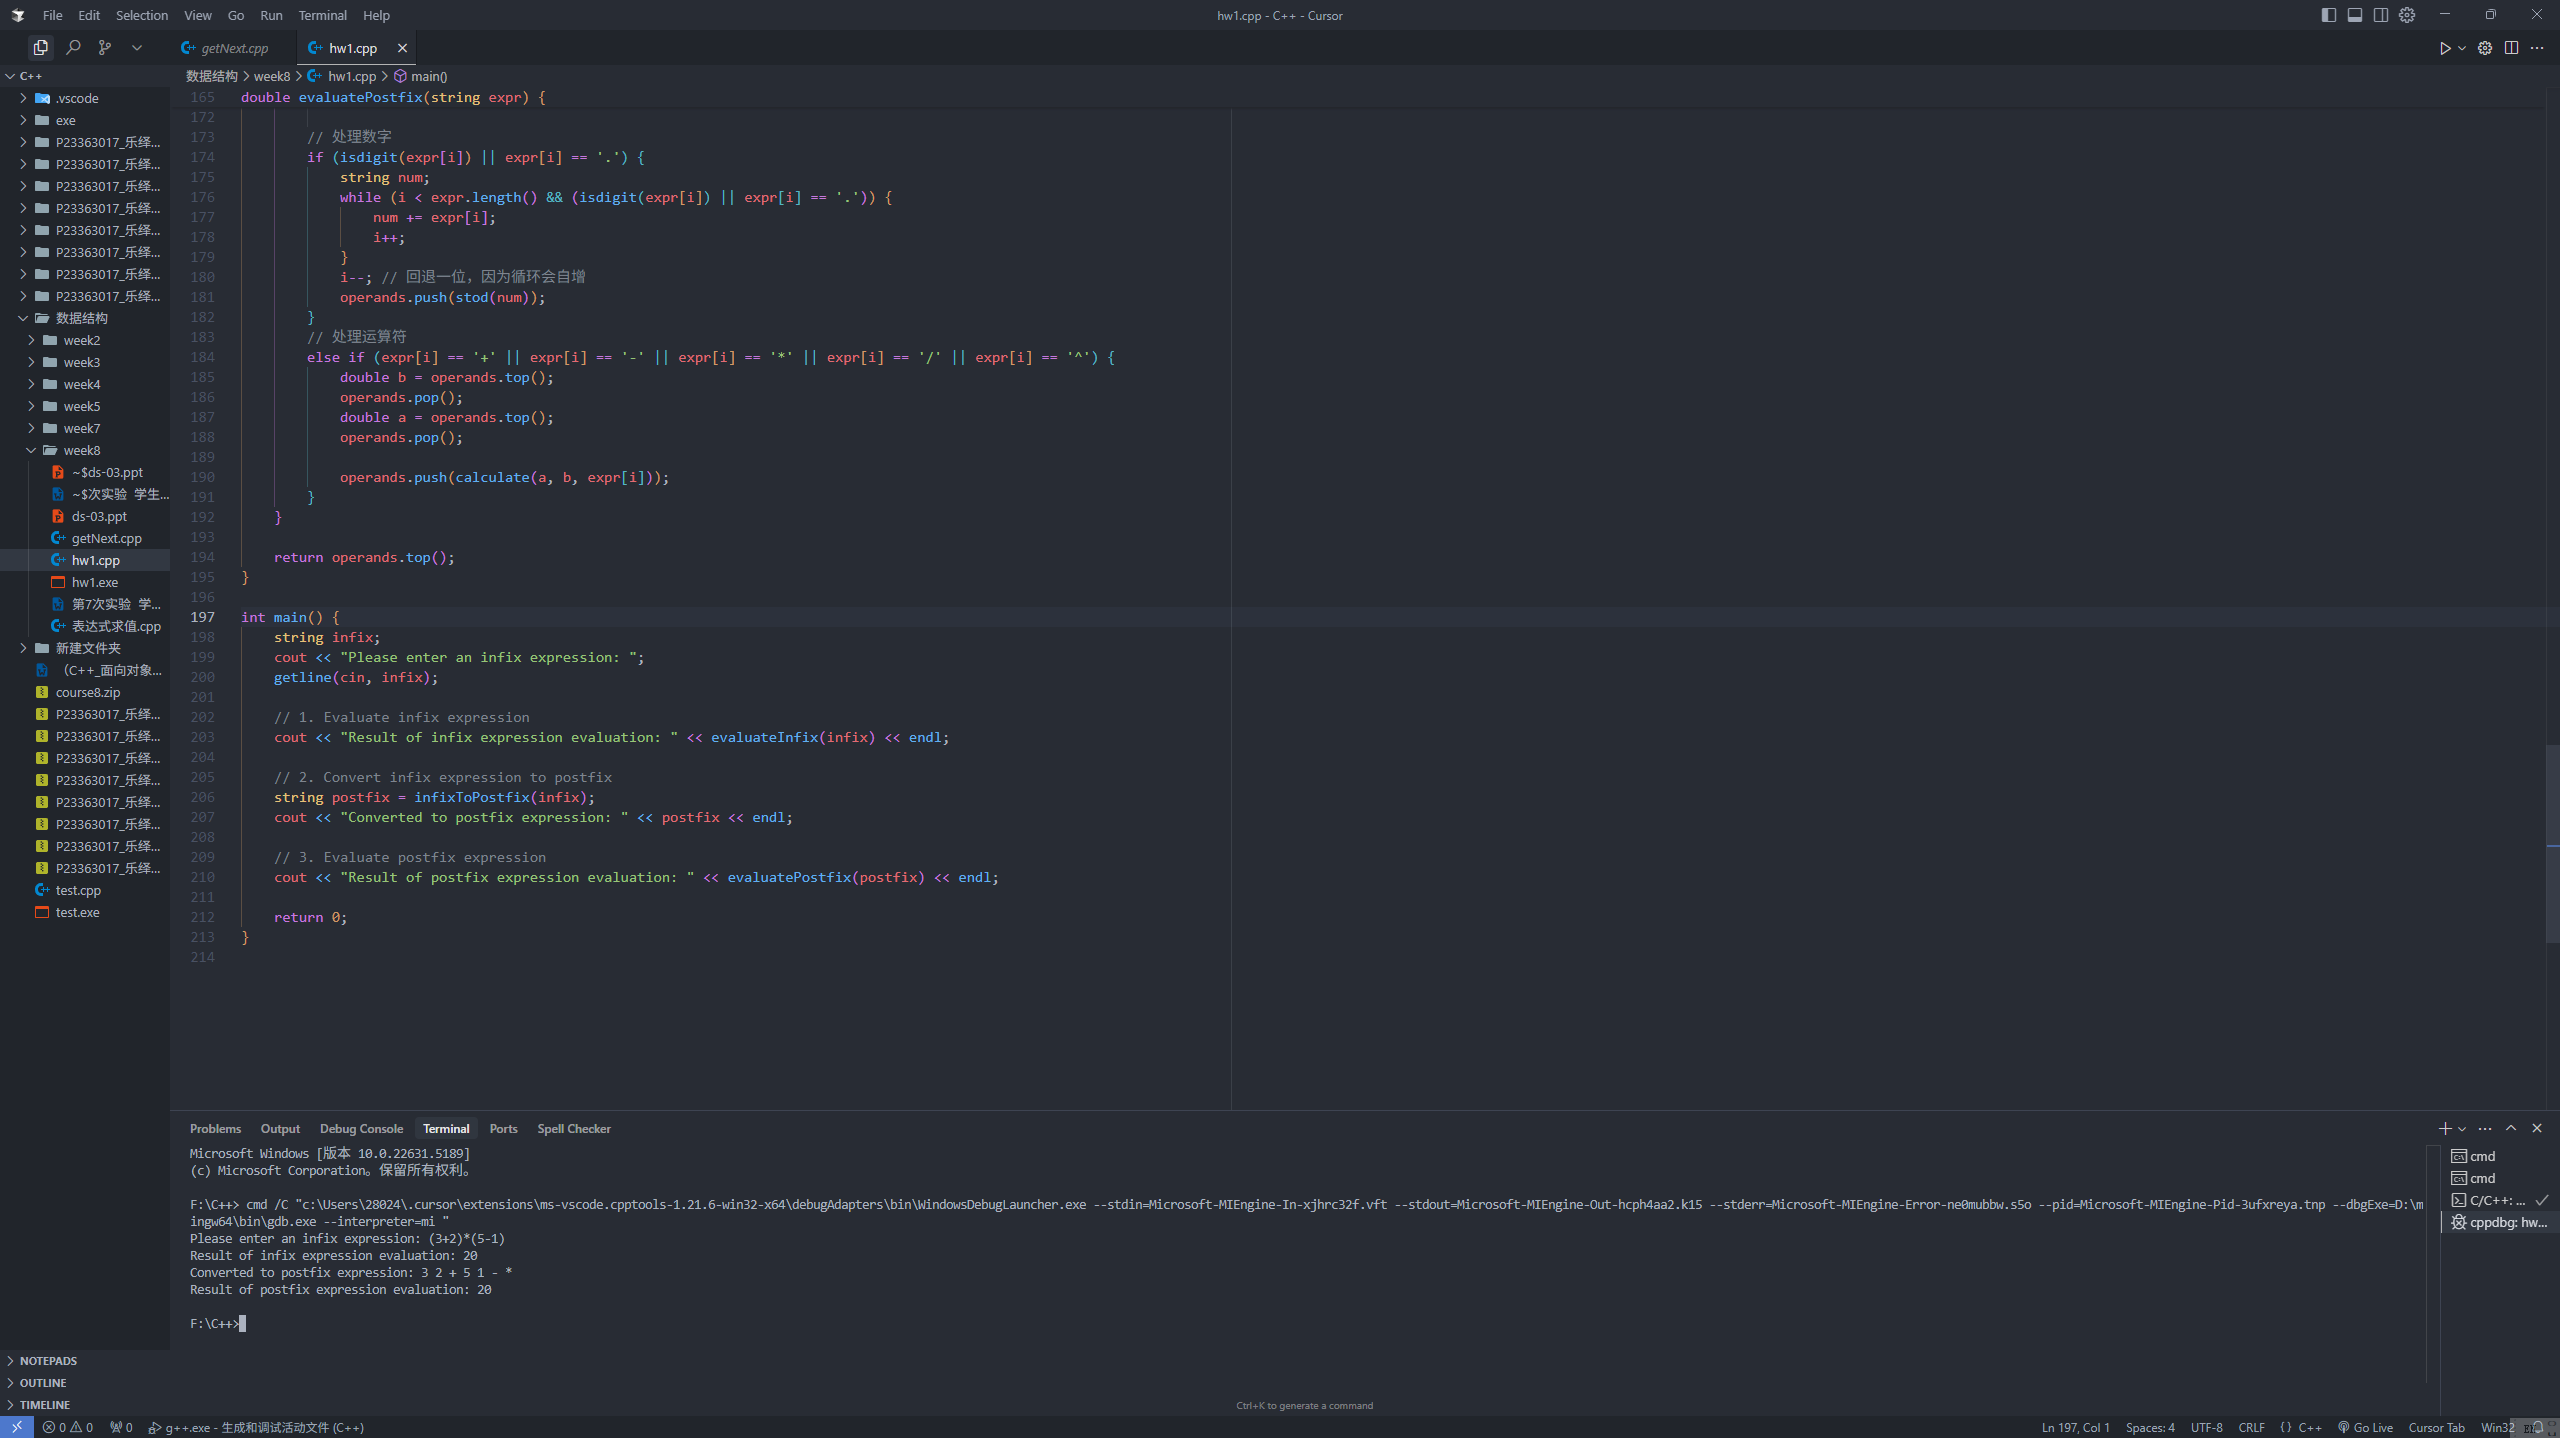 File Edit Selection View Go Run Terminal Help
hw1.cpp - C++ - Cursor
getNext.cpp
hw1.cpp
C++
.vscode
exe
P23363017_乐绎...
P23363017_乐绎...
P23363017_乐绎...
P23363017_乐绎...
P23363017_乐绎...
P23363017_乐绎...
P23363017_乐绎...
P23363017_乐绎...
数据结构
week2
week3
week4
week5
week7
week8
~$ds-03.ppt
~$次实验 学生...
ds-03.ppt
getNext.cpp
hw1.cpp
hw1.exe
第7次实验 学...
表达式求值.cpp
新建文件夹
（C++_面向对象...
course8.zip
P23363017_乐绎...
P23363017_乐绎...
P23363017_乐绎...
P23363017_乐绎...
P23363017_乐绎...
P23363017_乐绎...
P23363017_乐绎...
P23363017_乐绎...
test.cpp
test.exe
NOTEPADS
OUTLINE
TIMELINE
数据结构 > week8 > hw1.cpp > main()
165 double evaluatePostfix(string expr) {
172
173 // 处理数字
174 if (isdigit(expr[i]) || expr[i] == '.') {
175 string num;
176 while (i < expr.length() && (isdigit(expr[i]) || expr[i] == '.')) {
177 num += expr[i];
178 i++;
179 }
180 i--; // 回退一位，因为循环会自增
181 operands.push(stod(num));
182 }
183 // 处理运算符
184 else if (expr[i] == '+' || expr[i] == '-' || expr[i] == '*' || expr[i] == '/' || expr[i] == '^') {
185 double b = operands.top();
186 operands.pop();
187 double a = operands.top();
188 operands.pop();
189
190 operands.push(calculate(a, b, expr[i]));
191 }
192 }
193
194 return operands.top();
195 }
196
197 int main() {
198 string infix;
199 cout << "Please enter an infix expression: ";
200 getline(cin, infix);
201
202 // 1. Evaluate infix expression
203 cout << "Result of infix expression evaluation: " << evaluateInfix(infix) << endl;
204
205 // 2. Convert infix expression to postfix
206 string postfix = infixToPostfix(infix);
207 cout << "Converted to postfix expression: " << postfix << endl;
208
209 // 3. Evaluate postfix expression
210 cout << "Result of postfix expression evaluation: " << evaluatePostfix(postfix) << endl;
211
212 return 0;
213 }
214
Problems Output Debug Console Terminal Ports Spell Checker
Microsoft Windows [版本 10.0.22631.5189]
(c) Microsoft Corporation。保留所有权利。
F:\C++> cmd /C "c:\Users\28024\.cursor\extensions\ms-vscode.cpptools-1.21.6-win32-x64\debugAdapters\bin\WindowsDebugLauncher.exe --stdin=Microsoft-MIEngine-In-xjhrc32f.vft --stdout=Microsoft-MIEngine-Out-hcph4aa2.k15 --stderr=Microsoft-MIEngine-Error-ne0mubbw.s5o --pid=Microsoft-MIEngine-Pid-3ufxreya.tnp --dbgExe=D:\m
ingw64\bin\gdb.exe --interpreter=mi "
Please enter an infix expression: (3+2)*(5-1)
Result of infix expression evaluation: 20
Converted to postfix expression: 3 2 + 5 1 - *
Result of postfix expression evaluation: 20
F:\C++>
cmd
cmd
C/C++: ...
cppdbg: hw...
Ctrl+K to generate a command
0 0 0 g++.exe - 生成和调试活动文件 (C++)
Ln 197, Col 1 Spaces: 4 UTF-8 CRLF {} C++ Go Live Cursor Tab Win32